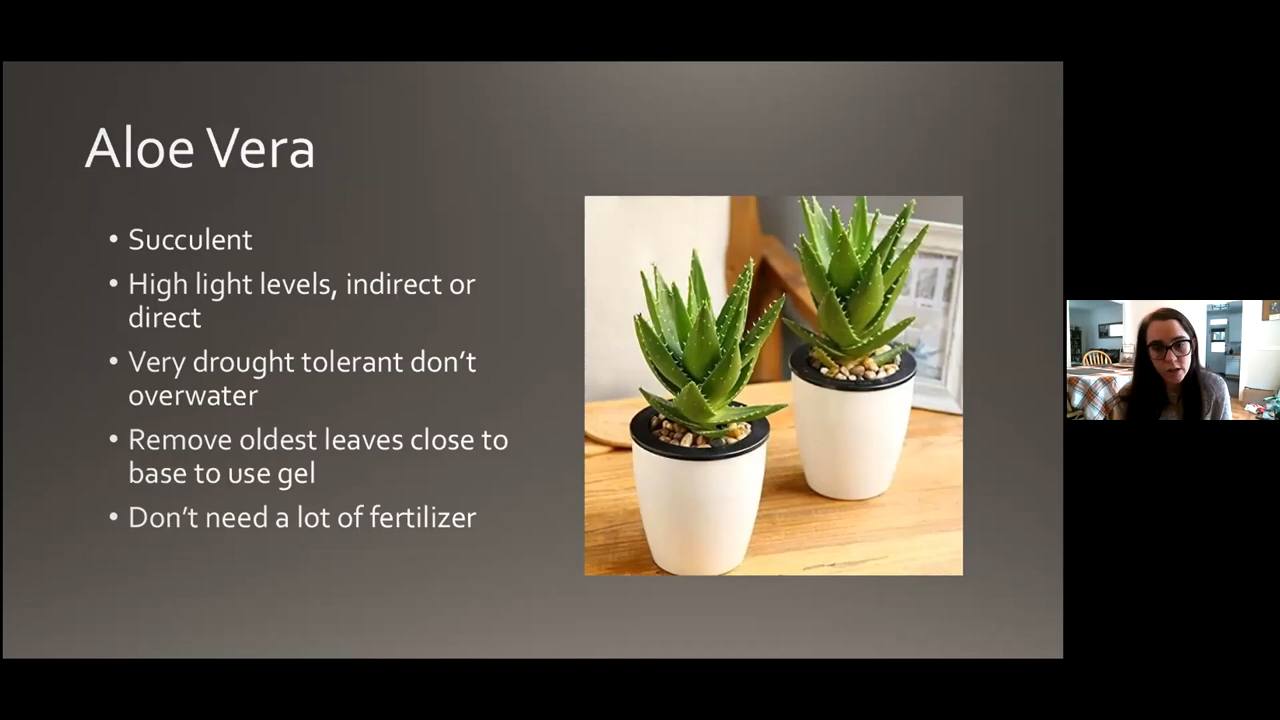 Aloe Vera
• Succulent
• High light levels, indirect or
direct
• Very drought tolerant don’t
overwater
• Remove oldest leaves close to
base to use gel
• Don’t need a lot of fertilizer